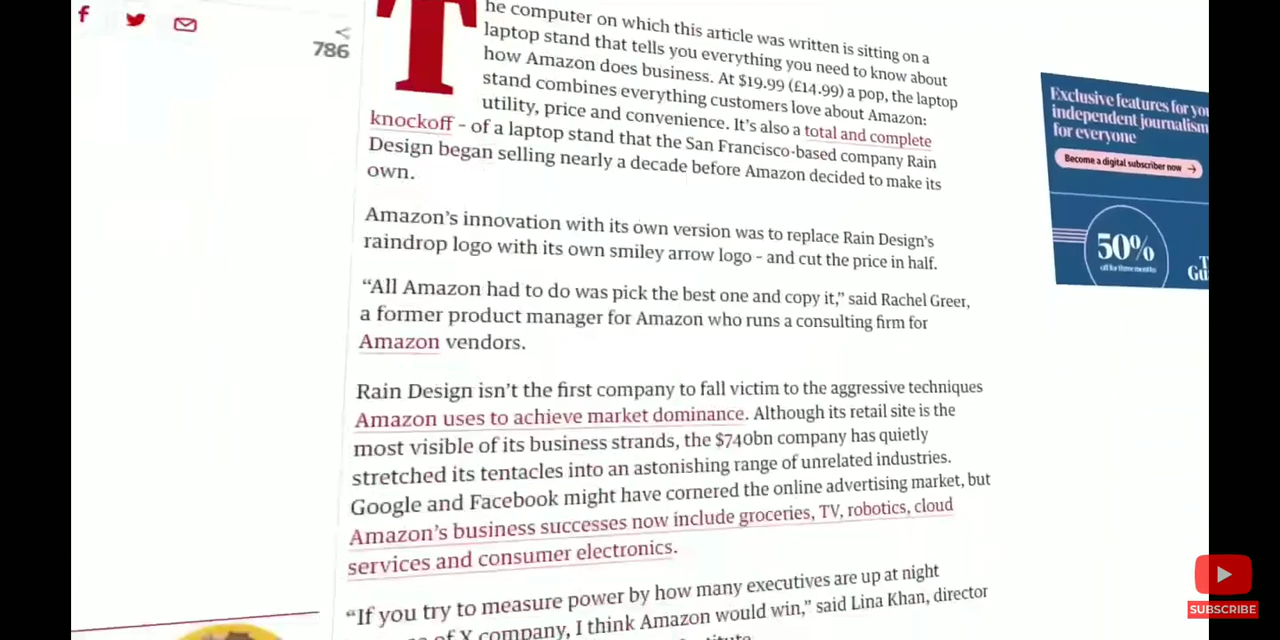 786
The computer on which this article was written is sitting on a
laptop stand that tells you everything you need to know about
how Amazon does business. At $19.99 (£14.99) a pop, the laptop
stand combines everything customers love about Amazon:
utility, price and convenience. It's also a total and complete
knockoff – of a laptop stand that the San Francisco-based company Rain
Design began selling nearly a decade before Amazon decided to make its
own.
Amazon's innovation with its own version was to replace Rain Design's
raindrop logo with its own smiley arrow logo – and cut the price in half.
“All Amazon had to do was pick the best one and copy it,” said Rachel Greer,
a former product manager for Amazon who runs a consulting firm for
Amazon vendors.
Rain Design isn't the first company to fall victim to the aggressive techniques
Amazon uses to achieve market dominance. Although its retail site is the
most visible of its business strands, the $740bn company has quietly
stretched its tentacles into an astonishing range of unrelated industries.
Google and Facebook might have cornered the online advertising market, but
Amazon's business successes now include groceries, TV, robotics, cloud
services and consumer electronics.
“If you try to measure power by how many executives are up at night
of X company, I think Amazon would win,” said Lina Khan, director
Exclusive features for you
independent journalism
for everyone
Become a digital subscriber now →
50%
off for three months
SUBSCRIBE